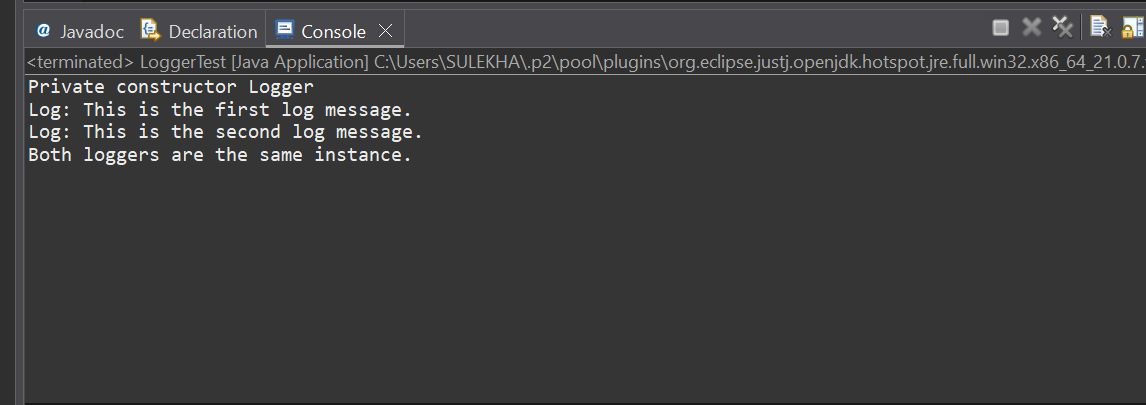 Javadoc Declaration Console
<terminated> LoggerTest [Java Application] C:\Users\SULEKHA\.p2\pool\plugins\org.eclipse.justj.openjdk.hotspot.jre.full.win32.x86_64_21.0.7.
Private constructor Logger
Log: This is the first log message.
Log: This is the second log message.
Both loggers are the same instance.